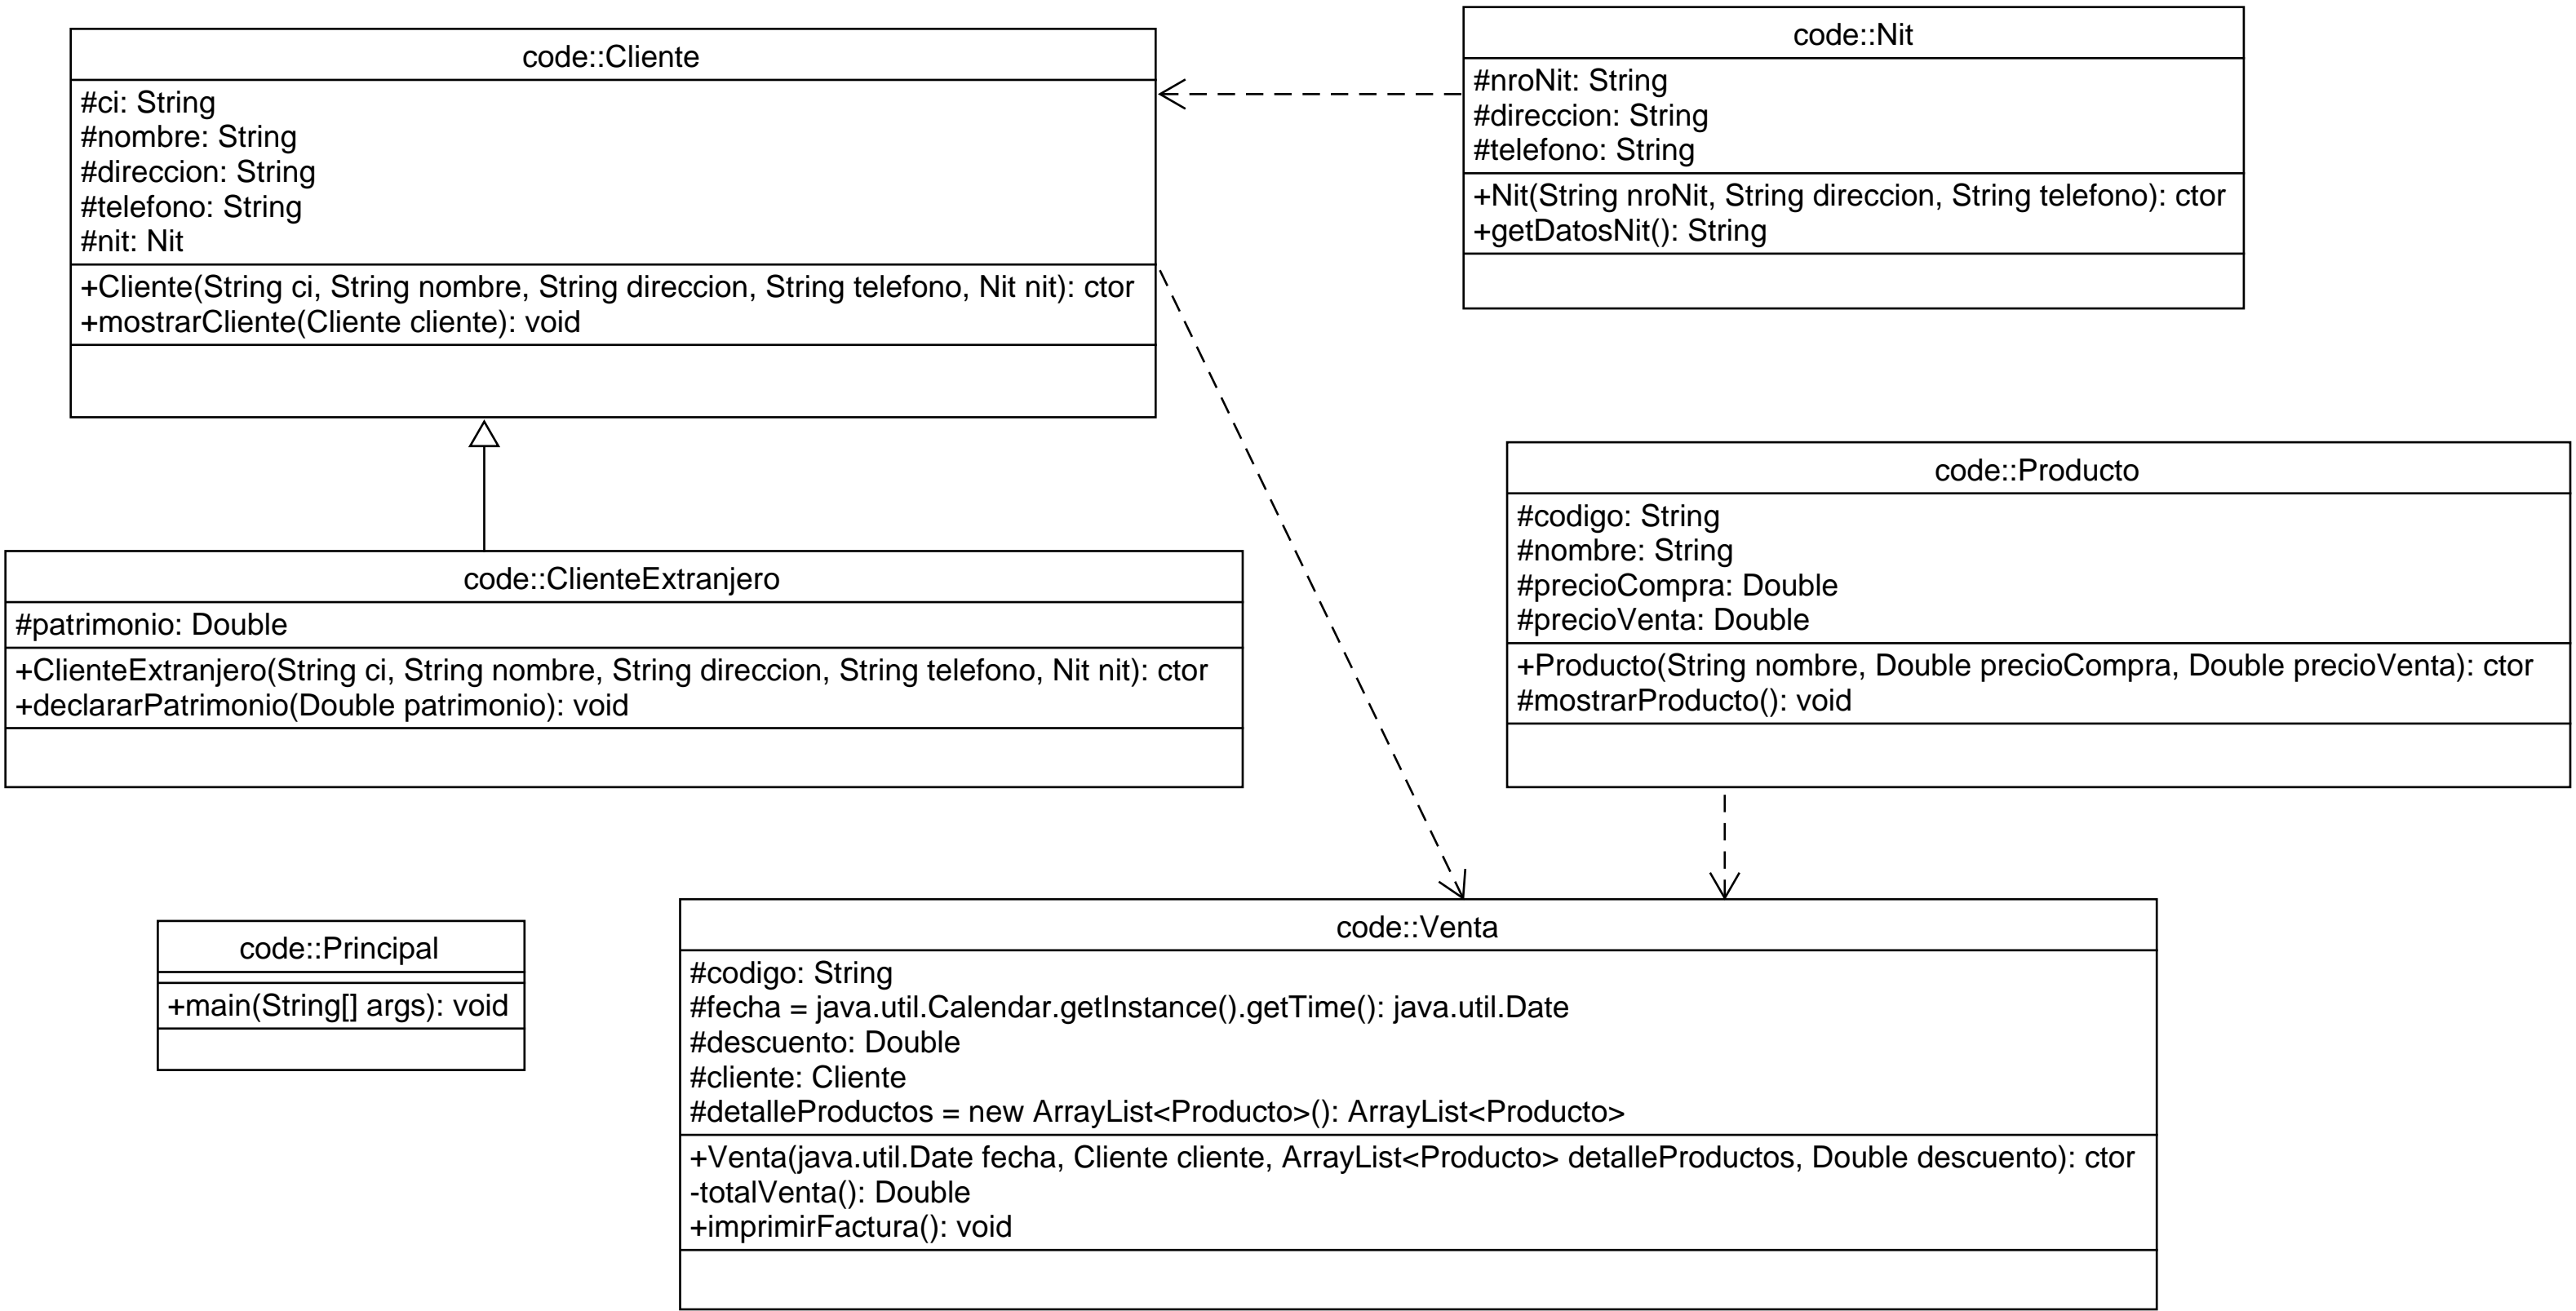 code::Cliente
#ci: String
#nombre: String
#direccion: String
#telefono: String
#nit: Nit
+Cliente(String ci, String nombre, String direccion, String telefono, Nit nit): ctor
+mostrarCliente(Cliente cliente): void
code::Nit
#nroNit: String
#direccion: String
#telefono: String
+Nit(String nroNit, String direccion, String telefono): ctor
+getDatosNit(): String
code::Producto
#codigo: String
#nombre: String
#precioCompra: Double
#precioVenta: Double
+Producto(String nombre, Double precioCompra, Double precioVenta): ctor
#mostrarProducto(): void
code::ClienteExtranjero
#patrimonio: Double
+ClienteExtranjero(String ci, String nombre, String direccion, String telefono, Nit nit): ctor
+declararPatrimonio(Double patrimonio): void
code::Principal
+main(String[] args): void
code::Venta
#codigo: String
#fecha = java.util.Calendar.getInstance().getTime(): java.util.Date
#descuento: Double
#cliente: Cliente
#detalleProductos = new ArrayList<Producto>(): ArrayList<Producto>
+Venta(java.util.Date fecha, Cliente cliente, ArrayList<Producto> detalleProductos, Double descuento): ctor
-totalVenta(): Double
+imprimirFactura(): void